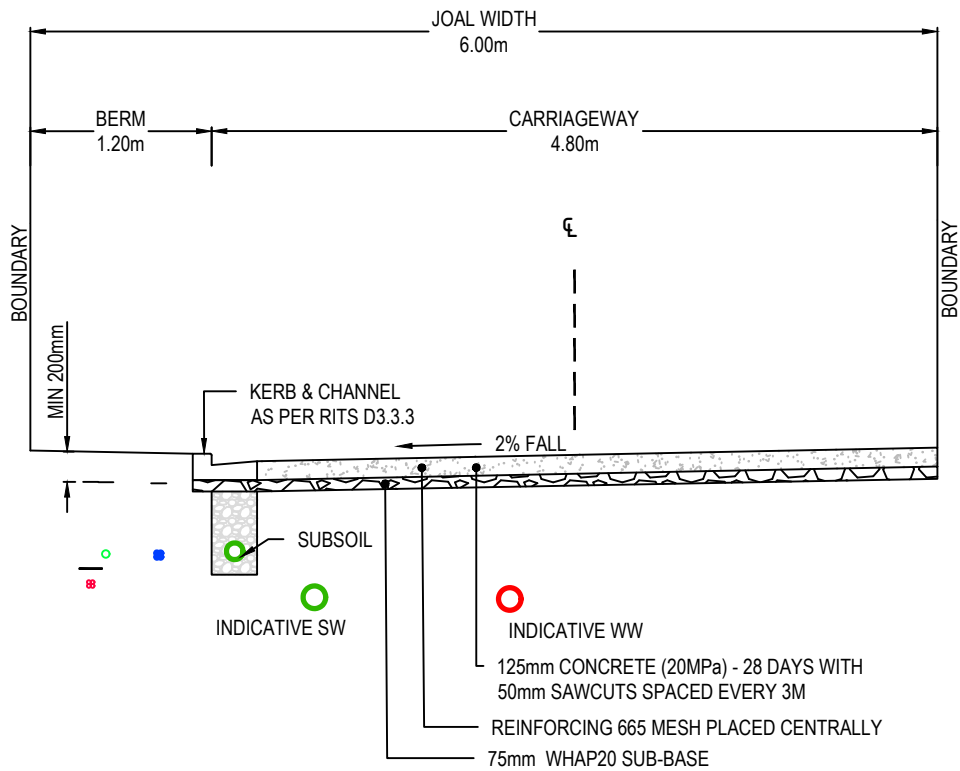 JOAL WIDTH
6.00m
BERM
1.20m
CARRIAGEWAY
4.80m
BOUNDARY
BOUNDARY
℄
MIN 200mm
KERB & CHANNEL
AS PER RITS D3.3.3
2% FALL
SUBSOIL
INDICATIVE SW
INDICATIVE WW
125mm CONCRETE (20MPa) - 28 DAYS WITH
50mm SAWCUTS SPACED EVERY 3M
REINFORCING 665 MESH PLACED CENTRALLY
75mm WHAP20 SUB-BASE